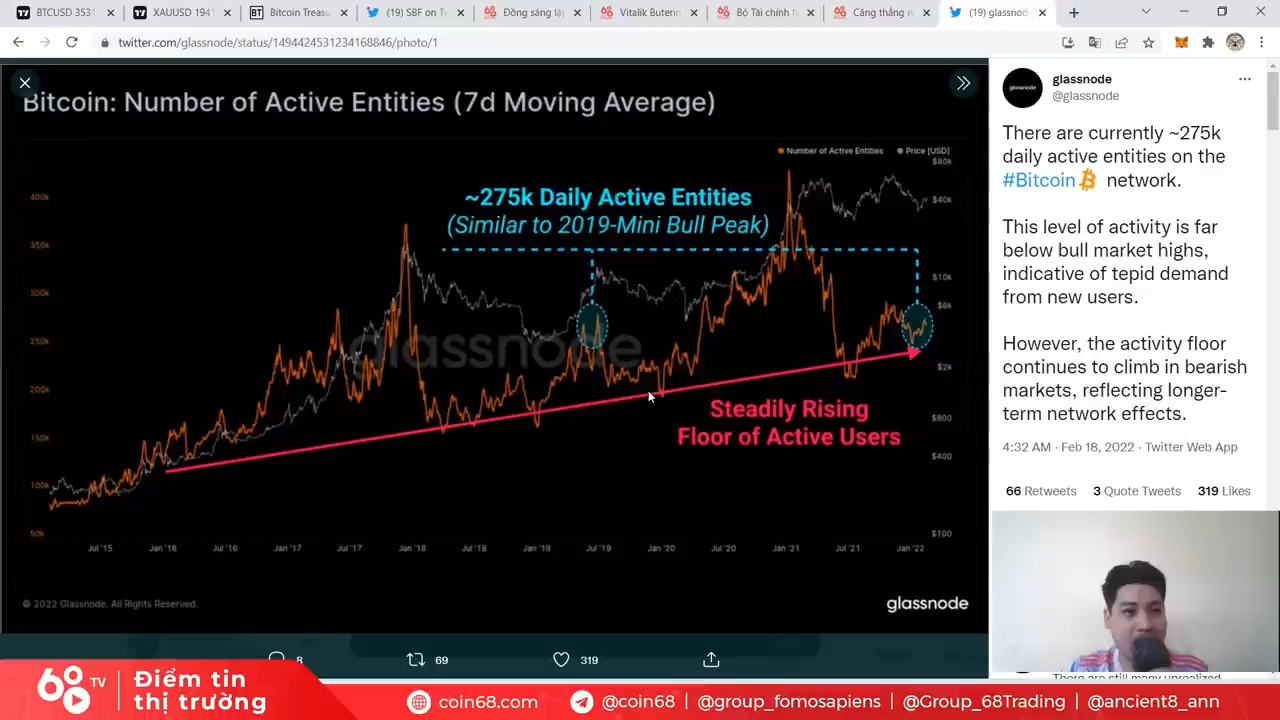 BTCUSD 3531
XAUUSD 1941
Bitcoin Treasu
(19) SBF on Tw
Đồng sáng lập
Vitalik Buterin
Bộ Tài chính N
Căng thẳng n
(19) glassnode
twitter.com/glassnode/status/1494424531234168846/photo/1
Bitcoin: Number of Active Entities (7d Moving Average)
Number of Active Entities
Price [USD]
~275k Daily Active Entities
(Similar to 2019-Mini Bull Peak)
400k
350k
300k
250k
200k
150k
100k
50k
$80k
$40k
$10k
$6k
$2k
$800
$400
$100
glassnode
Steadily Rising
Floor of Active Users
Jul '15
Jan '16
Jul '16
Jan '17
Jul '17
Jan '18
Jul '18
Jan '19
Jul '19
Jan '20
Jul '20
Jan '21
Jul '21
Jan '22
© 2022 Glassnode. All Rights Reserved.
glassnode
8
69
319
glassnode
glassnode
@glassnode
There are currently ~275k
daily active entities on the
#Bitcoin network.
This level of activity is far
below bull market highs,
indicative of tepid demand
from new users.
However, the activity floor
continues to climb in bearish
markets, reflecting longer-
term network effects.
4:32 AM · Feb 18, 2022 · Twitter Web App
66 Retweets 3 Quote Tweets 319 Likes
There are still many unrealized
68 TV
Điểm tin
thị trường
coin68.com
@coin68 | @group_fomosapiens | @Group_68Trading | @ancient8_ann